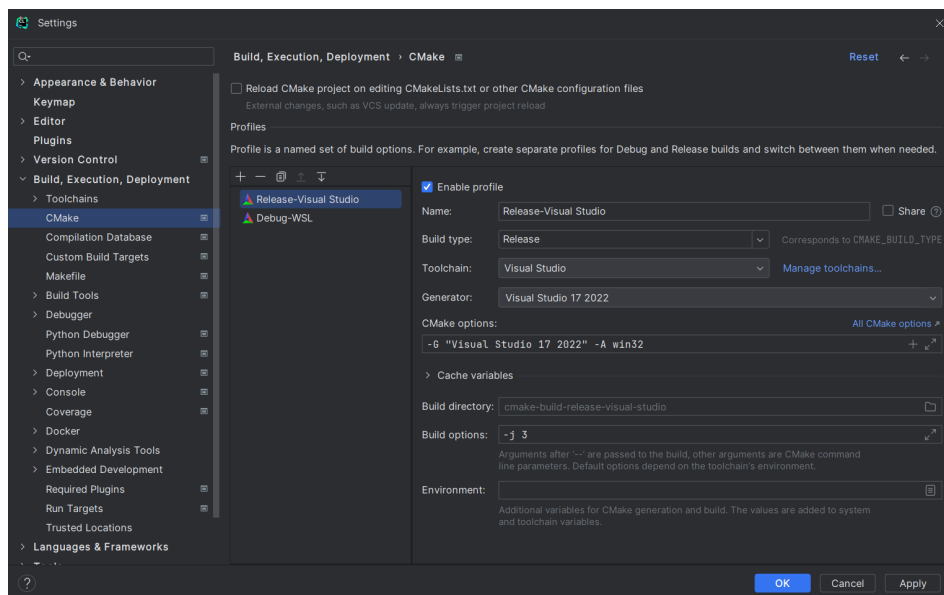 Settings
Build, Execution, Deployment › CMake
Reset
Appearance & Behavior
Keymap
Editor
Plugins
Version Control
Build, Execution, Deployment
Toolchains
CMake
Compilation Database
Custom Build Targets
Makefile
Build Tools
Debugger
Python Debugger
Python Interpreter
Deployment
Console
Coverage
Docker
Dynamic Analysis Tools
Embedded Development
Required Plugins
Run Targets
Trusted Locations
Languages & Frameworks
Reload CMake project on editing CMakeLists.txt or other CMake configuration files
External changes, such as VCS update, always trigger project reload
Profiles
Profile is a named set of build options. For example, create separate profiles for Debug and Release builds and switch between them when needed.
Release-Visual Studio
Debug-WSL
Enable profile
Name: Release-Visual Studio Share
Build type: Release Corresponds to CMAKE_BUILD_TYPE
Toolchain: Visual Studio Manage toolchains...
Generator: Visual Studio 17 2022
CMake options: All CMake options ↗
-G "Visual Studio 17 2022" -A win32
Cache variables
Build directory: cmake-build-release-visual-studio
Build options: -j 3
Arguments after '--' are passed to the build, other arguments are CMake command
line parameters. Default options depend on the toolchain's environment.
Environment:
Additional variables for CMake generation and build. The values are added to system
and toolchain variables.
? OK Cancel Apply